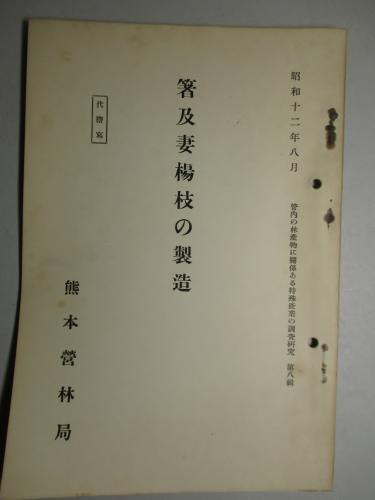 昭和十二年八月
管内の林産物に關係ある特殊産業の調査研究 第八輯
箸及妻楊枝の製造
代謄寫
熊本營林局